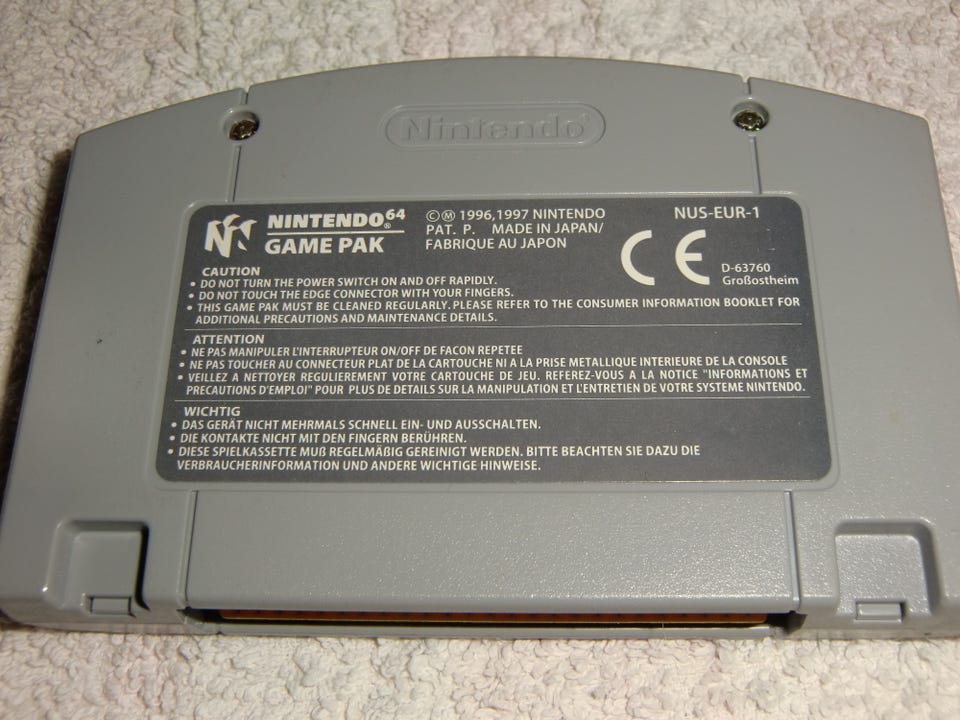 Nintendo®
NINTENDO®64
GAME PAK
©Ⓜ 1996,1997 NINTENDO
PAT. P. MADE IN JAPAN/
FABRIQUE AU JAPON
NUS-EUR-1
CE
D-63760
Großostheim
CAUTION
• DO NOT TURN THE POWER SWITCH ON AND OFF RAPIDLY.
• DO NOT TOUCH THE EDGE CONNECTOR WITH YOUR FINGERS.
• THIS GAME PAK MUST BE CLEANED REGULARLY. PLEASE REFER TO THE CONSUMER INFORMATION BOOKLET FOR
ADDITIONAL PRECAUTIONS AND MAINTENANCE DETAILS.
ATTENTION
• NE PAS MANIPULER L'INTERRUPTEUR ON/OFF DE FACON REPETEE
• NE PAS TOUCHER AU CONNECTEUR PLAT DE LA CARTOUCHE NI A LA PRISE METALLIQUE INTERIEURE DE LA CONSOLE
• VEILLEZ A NETTOYER REGULIEREMENT VOTRE CARTOUCHE DE JEU. REFEREZ-VOUS A LA NOTICE "INFORMATIONS ET
PRECAUTIONS D'EMPLOI" POUR PLUS DE DETAILS SUR LA MANIPULATION ET L'ENTRETIEN DE VOTRE SYSTEME NINTENDO.
WICHTIG
• DAS GERÄT NICHT MEHRMALS SCHNELL EIN- UND AUSSCHALTEN.
• DIE KONTAKTE NICHT MIT DEN FINGERN BERÜHREN.
• DIESE SPIELKASSETTE MUß REGELMÄßIG GEREINIGT WERDEN. BITTE BEACHTEN SIE DAZU DIE
VERBRAUCHERINFORMATION UND ANDERE WICHTIGE HINWEISE.